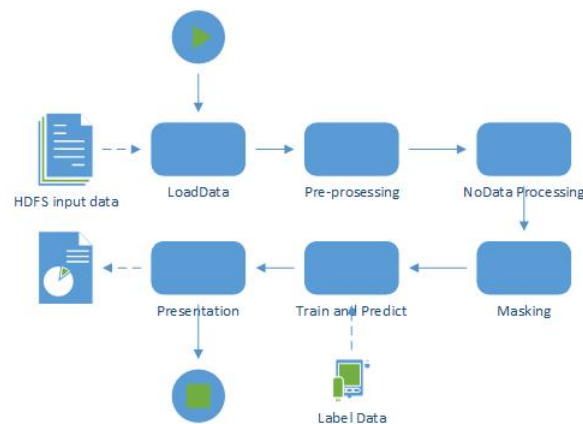 HDFS input data
LoadData
Pre-prosessing
NoData Processing
Presentation
Train and Predict
Masking
Label Data